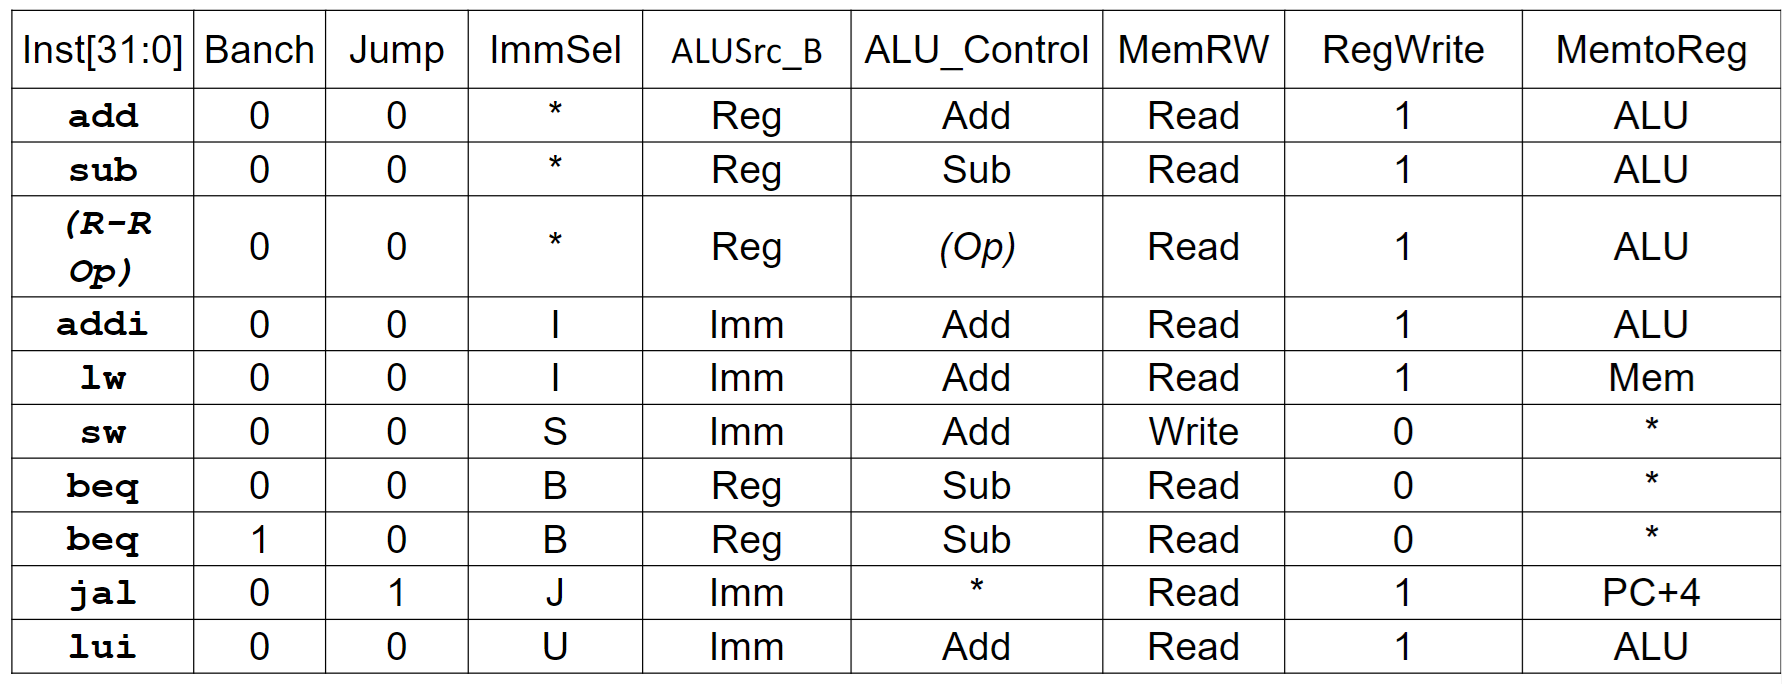 Inst[31:0] Banch Jump ImmSel ALUSrc_B ALU_Control MemRW RegWrite MemtoReg
add 0 0 * Reg Add Read 1 ALU
sub 0 0 * Reg Sub Read 1 ALU
(R-R Op) 0 0 * Reg (Op) Read 1 ALU
addi 0 0 I Imm Add Read 1 ALU
lw 0 0 I Imm Add Read 1 Mem
sw 0 0 S Imm Add Write 0 *
beq 0 0 B Reg Sub Read 0 *
beq 1 0 B Reg Sub Read 0 *
jal 0 1 J Imm * Read 1 PC+4
lui 0 0 U Imm Add Read 1 ALU